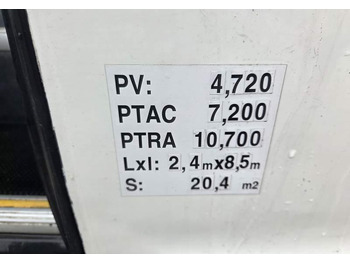 PV: 4,720
PTAC 7,200
PTRA 10,700
Lxl: 2,4mx8,5m
S: 20,4 m2